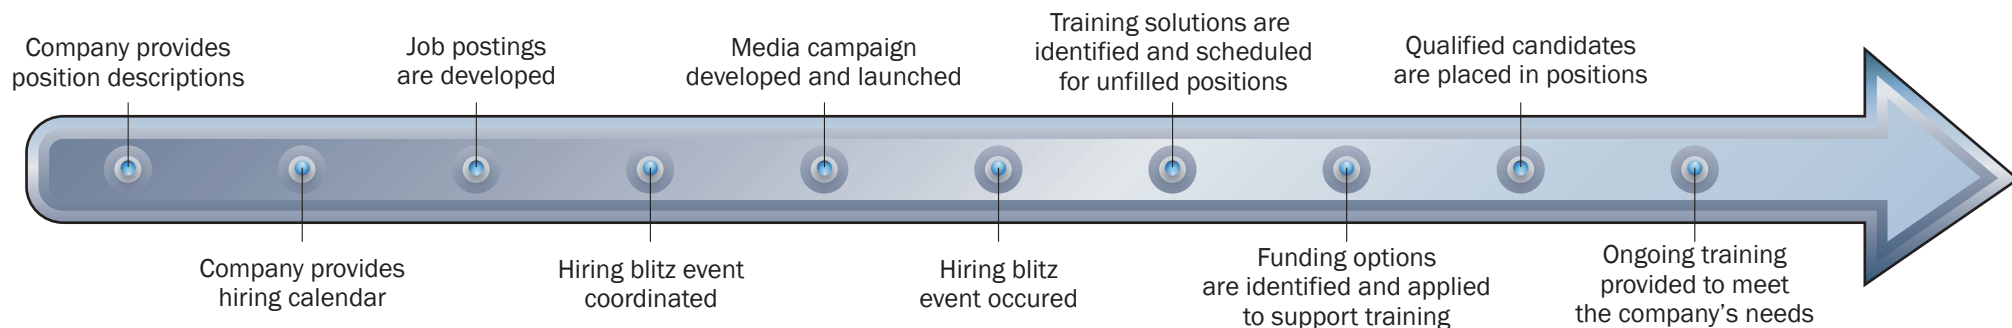 Company provides
position descriptions
Company provides
hiring calendar
Job postings
are developed
Hiring blitz event
coordinated
Media campaign
developed and launched
Hiring blitz
event occured
Training solutions are
identified and scheduled
for unfilled positions
Funding options
are identified and applied
to support training
Qualified candidates
are placed in positions
Ongoing training
provided to meet
the company’s needs